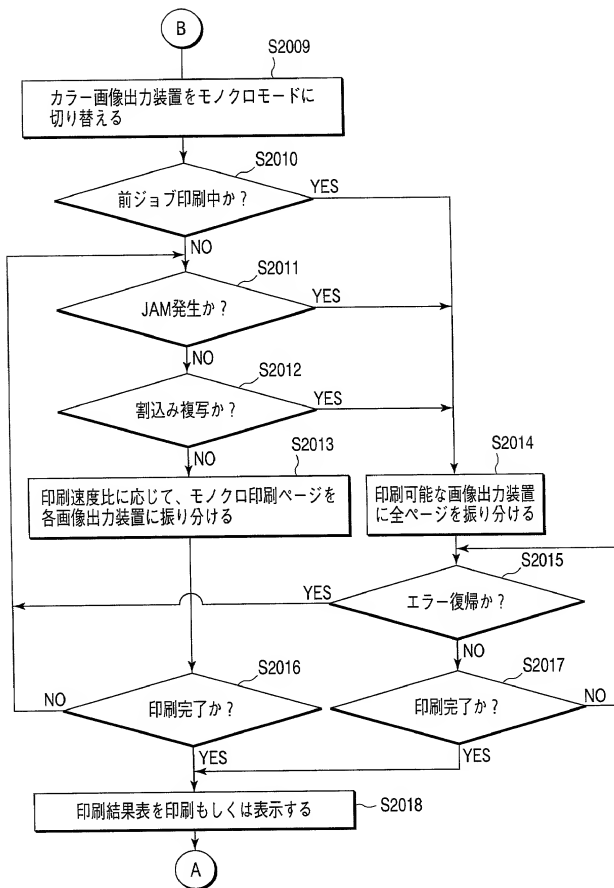 B
S2009
カラー画像出力装置をモノクロモードに
切り替える
S2010
前ジョブ印刷中か?
YES
NO
S2011
JAM発生か?
YES
NO
S2012
割込み複写か?
YES
NO
S2013
印刷速度比に応じて、モノクロ印刷ページを
各画像出力装置に振り分ける
S2014
印刷可能な画像出力装置
に全ページを振り分ける
S2015
エラー復帰か?
YES
NO
S2016
印刷完了か?
NO
YES
S2017
印刷完了か?
NO
YES
印刷結果表を印刷もしくは表示する
S2018
A